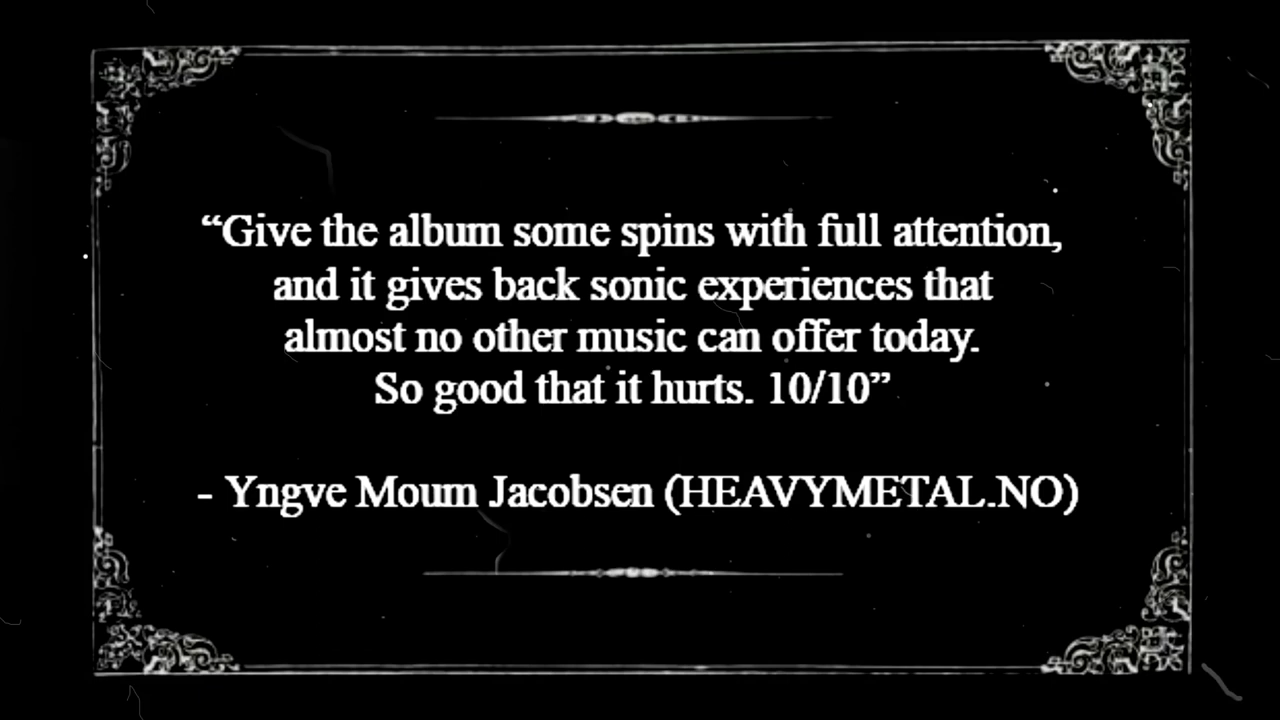 “Give the album some spins with full attention,
and it gives back sonic experiences that
almost no other music can offer today.
So good that it hurts. 10/10”
- Yngve Moum Jacobsen (HEAVYMETAL.NO)